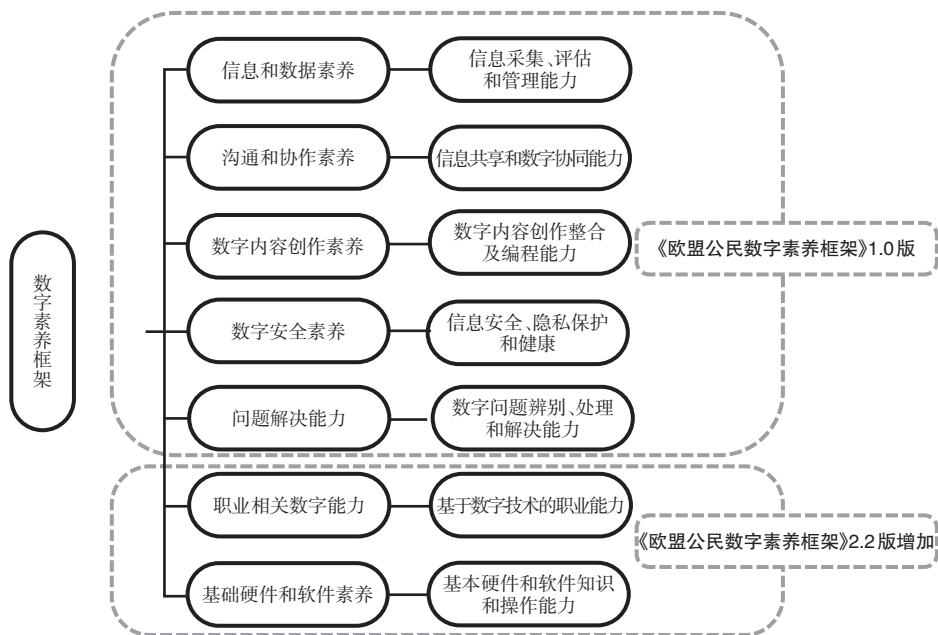 数字素养框架
信息和数据素养
信息采集、评估
和管理能力
沟通和协作素养
信息共享和数字协同能力
数字内容创作素养
数字内容创作整合
及编程能力
《欧盟公民数字素养框架》1.0版
数字安全素养
信息安全、隐私保护
和健康
问题解决能力
数字问题辨别、处理
和解决能力
职业相关数字能力
基于数字技术的职业能力
《欧盟公民数字素养框架》2.2版增加
基础硬件和软件素养
基本硬件和软件知识
和操作能力